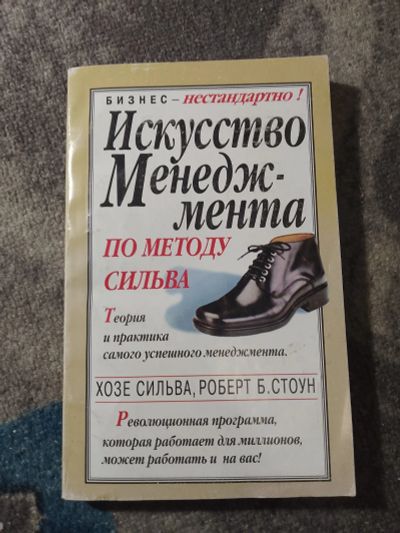 БИЗНЕС – нестандартно!
Искусство
Менедж-
мента
ПО МЕТОДУ
СИЛЬВА
Теория
и практика
самого успешного менеджмента.
ХОЗЕ СИЛЬВА, РОБЕРТ Б.СТОУН
Революционная программа,
которая работает для миллионов,
может работать и на вас!